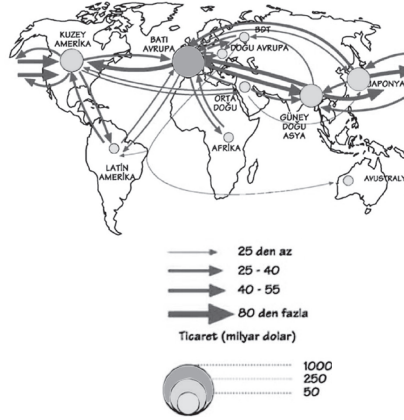 KUZEY
AMERİKA
BATI
AVRUPA
BDT
DOĞU AVRUPA
JAPONYA
ORTA
DOĞU
GÜNEY
DOĞU
ASYA
AFRİKA
LATİN
AMERİKA
AVUSTRALY
25 den az
25 - 40
40 - 55
80 den fazla
Ticaret (milyar dolar)
1000
250
50